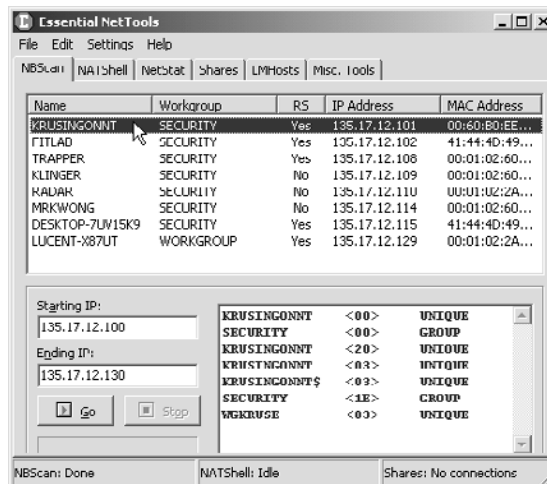 Essential NetTools
File Edit Settings Help
NBScan NATShell NetStat Shares LMHosts Misc. Tools
Name Workgroup RS IP Address MAC Address
KRUSINGONNT SECURITY Yes 135.17.12.101 00:60:B0:EE...
FITLAD SECURITY Yes 135.17.12.102 41:44:4D:49...
TRAPPER SECURITY Yes 135.17.12.108 00:01:02:60...
KLINGER SECURITY No 135.17.12.109 00:01:02:60...
RADAR SECURITY No 135.17.12.110 00:01:02:2A...
MRKWONG SECURITY No 135.17.12.114 00:01:02:60...
DESKTOP-7UV15K9 SECURITY Yes 135.17.12.115 41:44:4D:49...
LUCENT-X87UT WORKGROUP Yes 135.17.12.129 00:01:02:2A...
Starting IP:
135.17.12.100
Ending IP:
135.17.12.130
Go Stop
KRUSINGONNT <00> UNIQUE
SECURITY <00> GROUP
KRUSINGONNT <20> UNIQUE
KRUSINGONNT <03> UNIQUE
KRUSINGONNT$ <03> UNIQUE
SECURITY <1E> GROUP
WGKRUSE <03> UNIQUE
NBScan: Done NATShell: Idle Shares: No connections